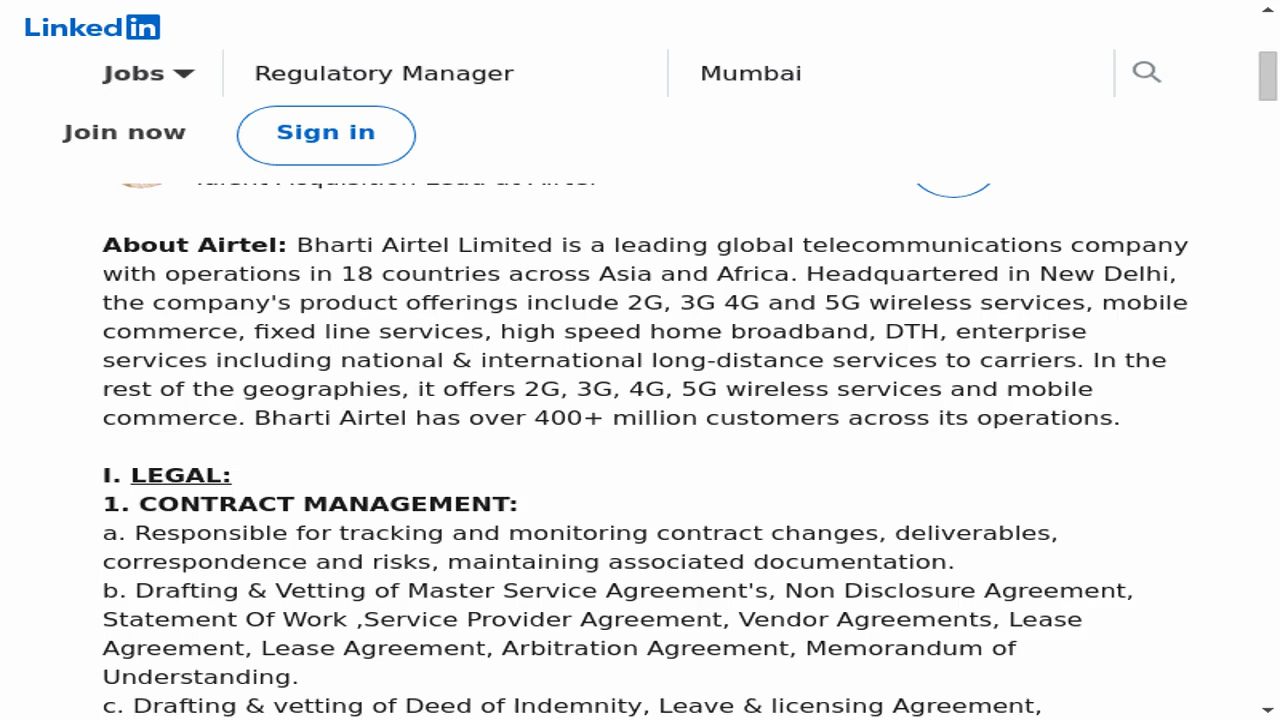 Linkedin
Jobs
Regulatory Manager
Mumbai
Join now
Sign in
Talent Acquisition Lead at Airtel
About Airtel: Bharti Airtel Limited is a leading global telecommunications company
with operations in 18 countries across Asia and Africa. Headquartered in New Delhi,
the company's product offerings include 2G, 3G 4G and 5G wireless services, mobile
commerce, fixed line services, high speed home broadband, DTH, enterprise
services including national & international long-distance services to carriers. In the
rest of the geographies, it offers 2G, 3G, 4G, 5G wireless services and mobile
commerce. Bharti Airtel has over 400+ million customers across its operations.
I. LEGAL:
1. CONTRACT MANAGEMENT:
a. Responsible for tracking and monitoring contract changes, deliverables,
correspondence and risks, maintaining associated documentation.
b. Drafting & Vetting of Master Service Agreement's, Non Disclosure Agreement,
Statement Of Work ,Service Provider Agreement, Vendor Agreements, Lease
Agreement, Lease Agreement, Arbitration Agreement, Memorandum of
Understanding.
c. Drafting & vetting of Deed of Indemnity, Leave & licensing Agreement,